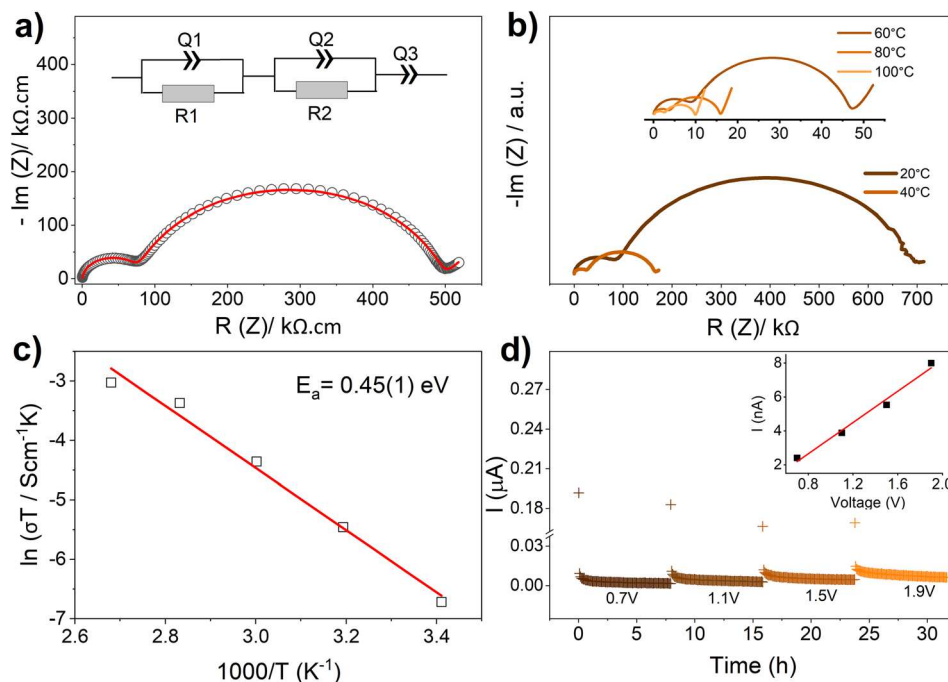 a)
Q1
Q2
Q3
R1
R2
400
300
200
100
0
- Im (Z)/ kΩ.cm
0 100 200 300 400 500
R (Z)/ kΩ.cm
b)
60°C
80°C
100°C
0 10 20 30 40 50
20°C
40°C
-Im (Z) / a.u.
0 100 200 300 400 500 600 700
R (Z)/ kΩ
c)
Ea= 0.45(1) eV
-3
-4
-5
-6
-7
ln (σT / Scm⁻¹K)
2.6 2.8 3.0 3.2 3.4
1000/T (K⁻¹)
d)
0.27
0.24
0.21
0.18
0.03
0.00
I (μA)
8
6
4
2
I (nA)
0.8 1.2 1.6 2.0
Voltage (V)
0.7V
1.1V
1.5V
1.9V
0 5 10 15 20 25 30
Time (h)